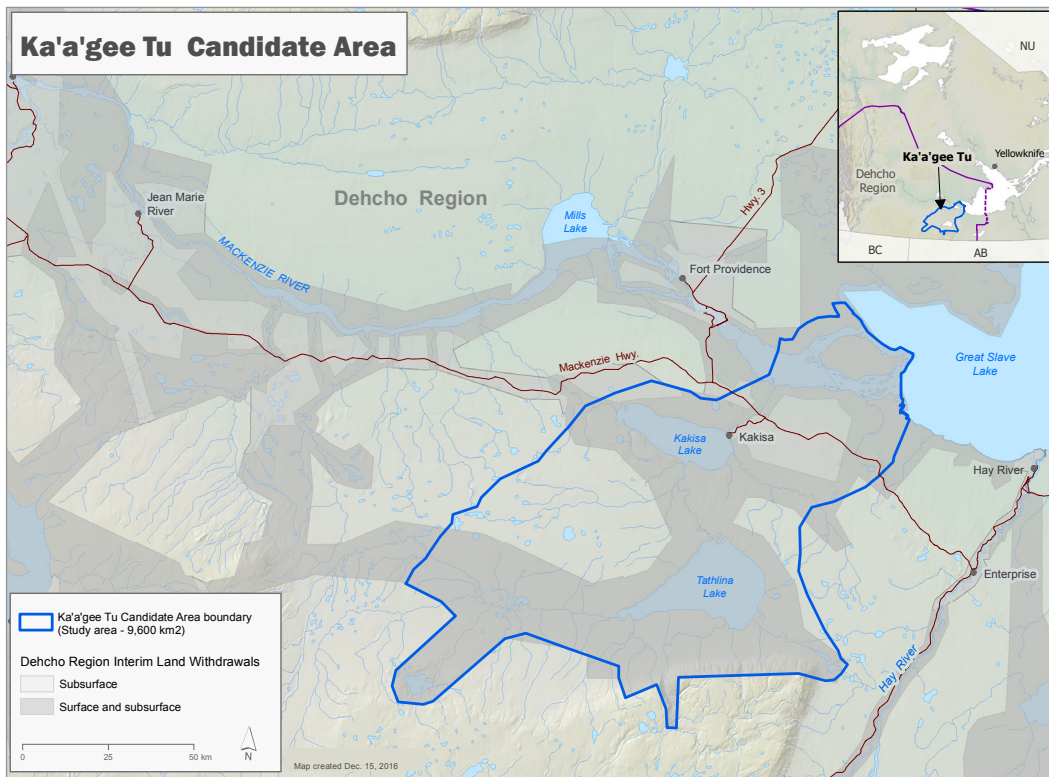 Ka'a'gee Tu Candidate Area
NU
Yellowknife
Ka'a'gee Tu
Dehcho
Region
BC
AB
Jean Marie
River
Dehcho Region
Mills
Lake
Hwy. 3
MACKENZIE RIVER
Fort Providence
Great Slave
Lake
Mackenzie Hwy.
Kakisa
Lake
Kakisa
Hay River
Tathlina
Lake
Enterprise
Hay River
Ka'a'gee Tu Candidate Area boundary
(Study area - 9,600 km2)
Dehcho Region Interim Land Withdrawals
Subsurface
Surface and subsurface
0 25 50 km
N
Map created Dec. 15, 2016